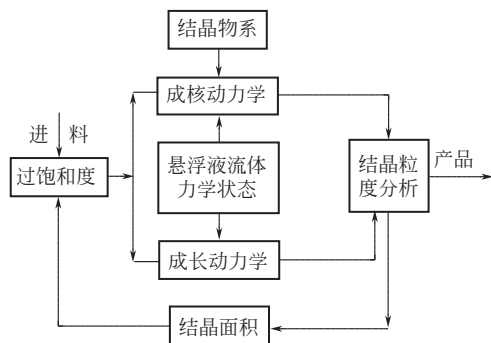 结晶物系
成核动力学
进 料
过饱和度
悬浮液流体
力学状态
结晶粒
度分析
产品
成长动力学
结晶面积